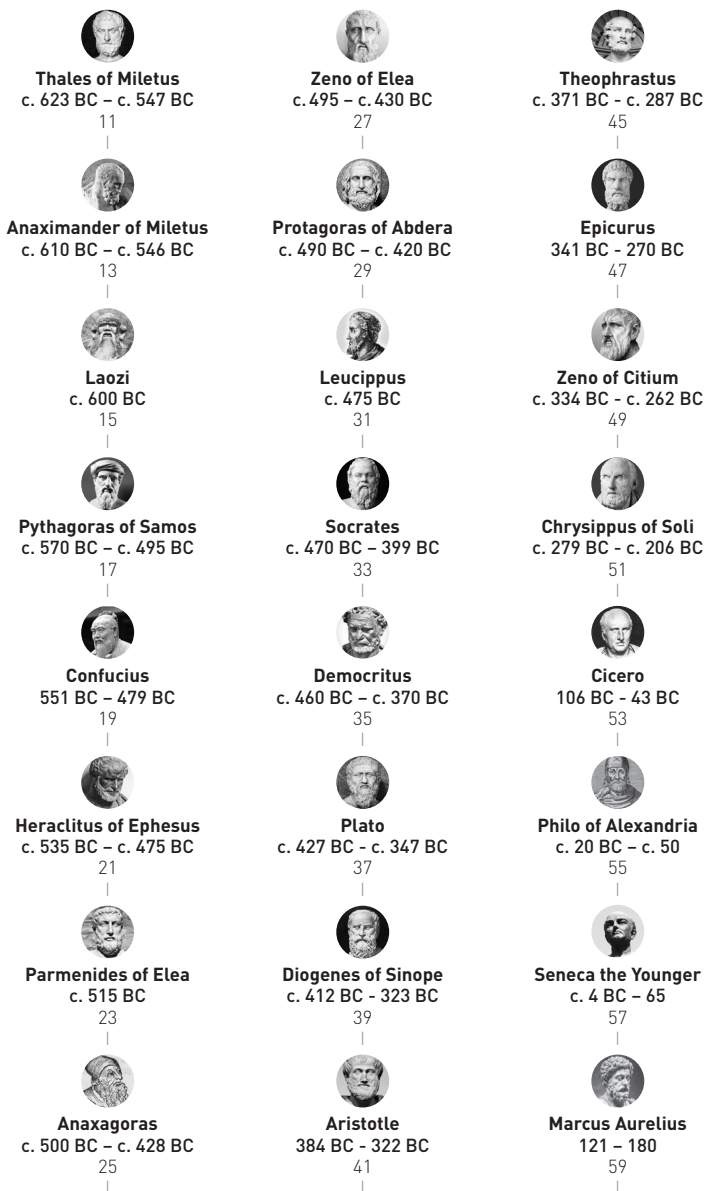 Thales of Miletus
c. 623 BC – c. 547 BC
11
Anaximander of Miletus
c. 610 BC – c. 546 BC
13
Laozi
c. 600 BC
15
Pythagoras of Samos
c. 570 BC – c. 495 BC
17
Confucius
551 BC – 479 BC
19
Heraclitus of Ephesus
c. 535 BC – c. 475 BC
21
Parmenides of Elea
c. 515 BC
23
Anaxagoras
c. 500 BC – c. 428 BC
25
Zeno of Elea
c. 495 – c. 430 BC
27
Protagoras of Abdera
c. 490 BC – c. 420 BC
29
Leucippus
c. 475 BC
31
Socrates
c. 470 BC – 399 BC
33
Democritus
c. 460 BC – c. 370 BC
35
Plato
c. 427 BC - c. 347 BC
37
Diogenes of Sinope
c. 412 BC - 323 BC
39
Aristotle
384 BC - 322 BC
41
Theophrastus
c. 371 BC - c. 287 BC
45
Epicurus
341 BC - 270 BC
47
Zeno of Citium
c. 334 BC - c. 262 BC
49
Chrysippus of Soli
c. 279 BC - c. 206 BC
51
Cicero
106 BC - 43 BC
53
Philo of Alexandria
c. 20 BC – c. 50
55
Seneca the Younger
c. 4 BC – 65
57
Marcus Aurelius
121 – 180
59